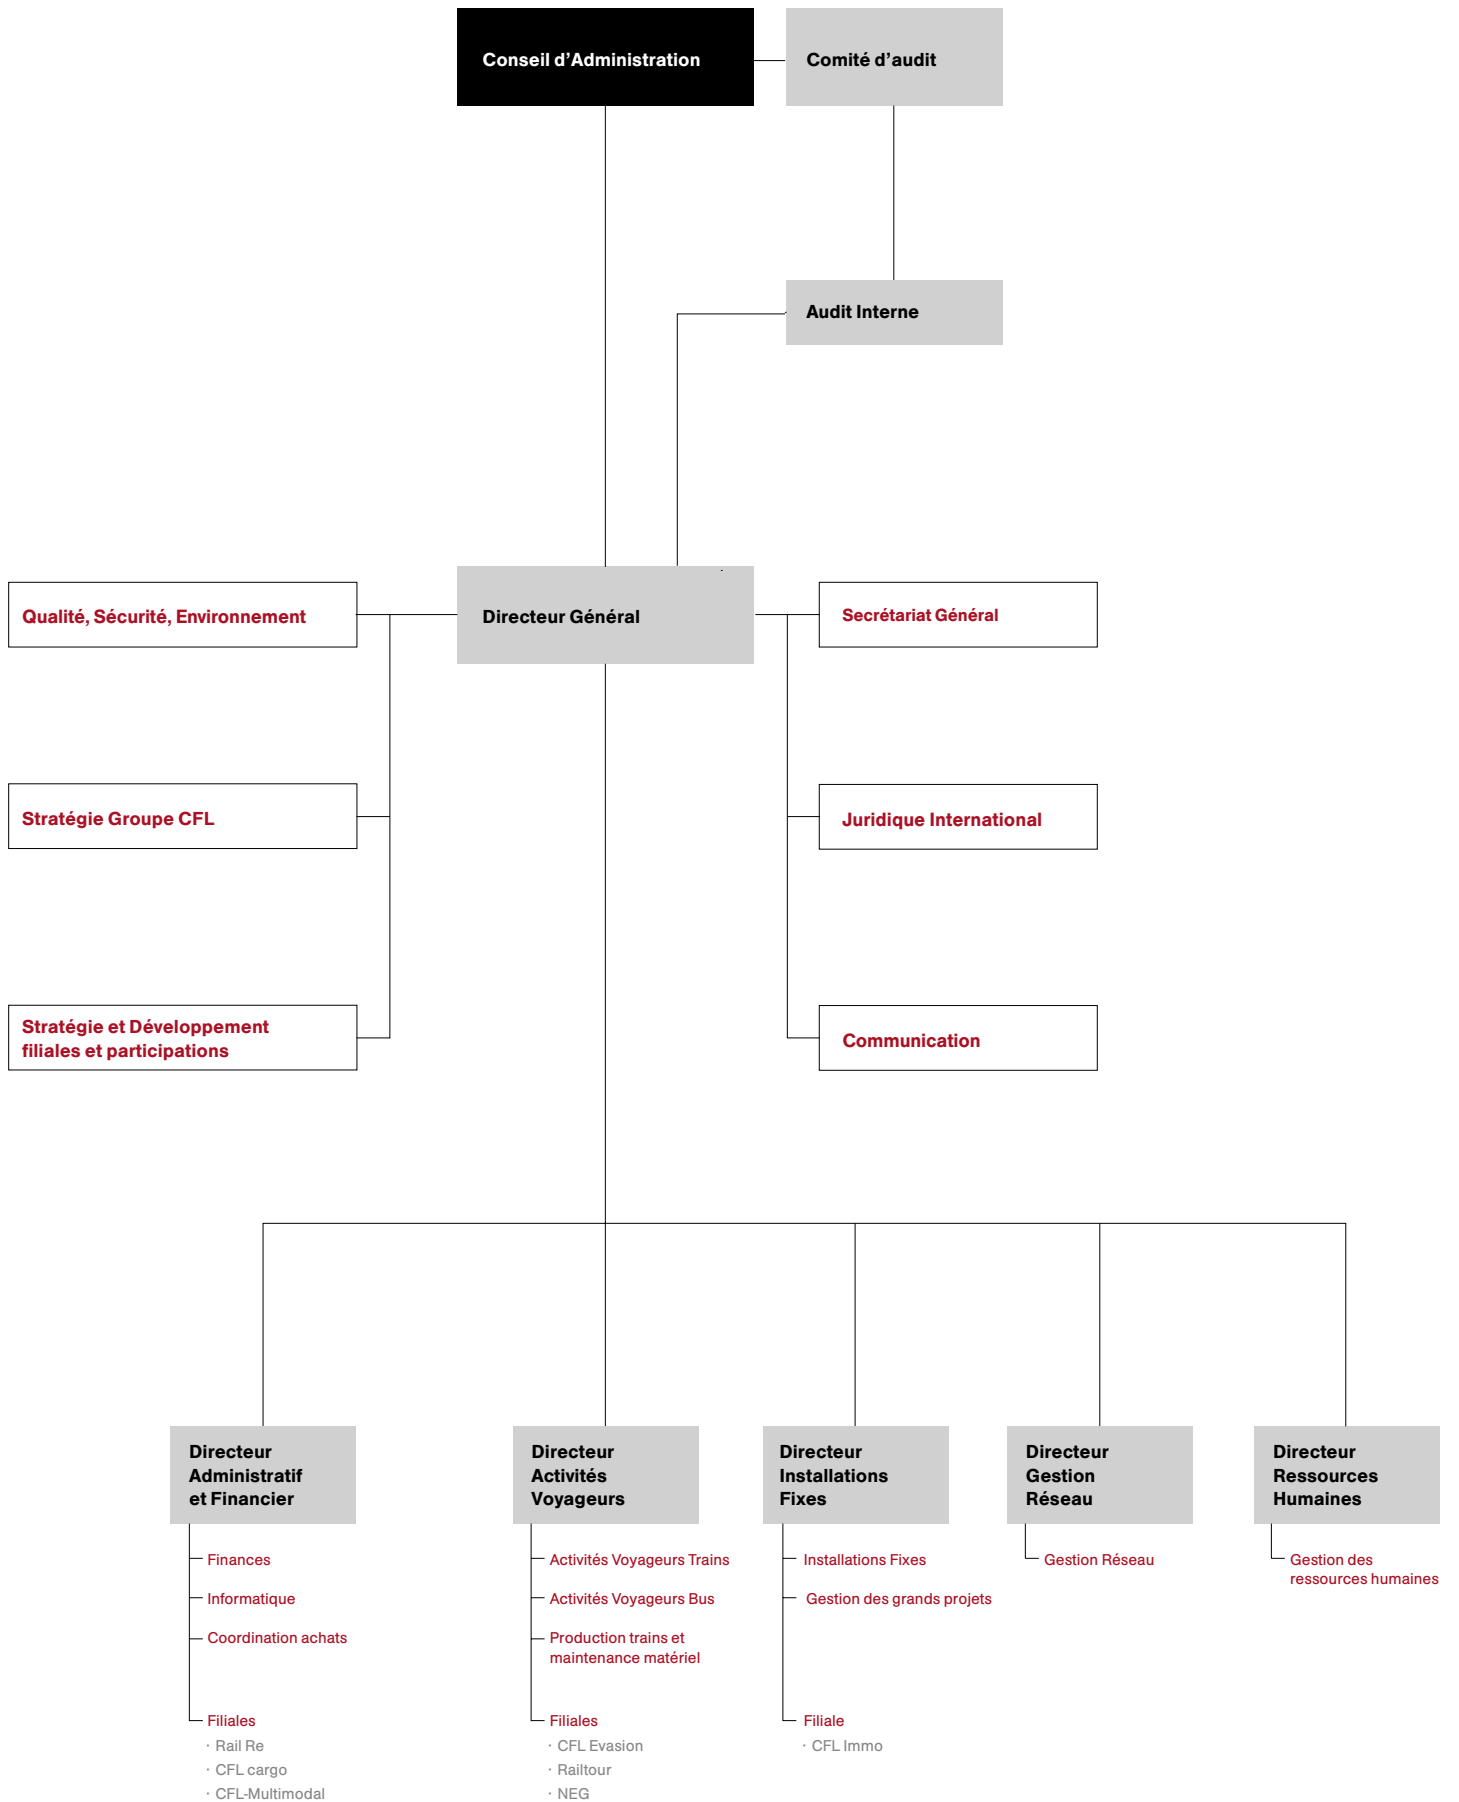 Conseil d’Administration
Comité d’audit
Audit Interne
Qualité, Sécurité, Environnement
Directeur Général
Secrétariat Général
Stratégie Groupe CFL
Juridique International
Stratégie et Développement
filiales et participations
Communication
Directeur
Administratif
et Financier
Finances
Informatique
Coordination achats
Filiales
· Rail Re
· CFL cargo
· CFL-Multimodal
Directeur
Activités
Voyageurs
Activités Voyageurs Trains
Activités Voyageurs Bus
Production trains et
maintenance matériel
Filiales
· CFL Evasion
· Railtour
· NEG
Directeur
Installations
Fixes
Installations Fixes
Gestion des grands projets
Filiale
· CFL Immo
Directeur
Gestion
Réseau
Gestion Réseau
Directeur
Ressources
Humaines
Gestion des
ressources humaines